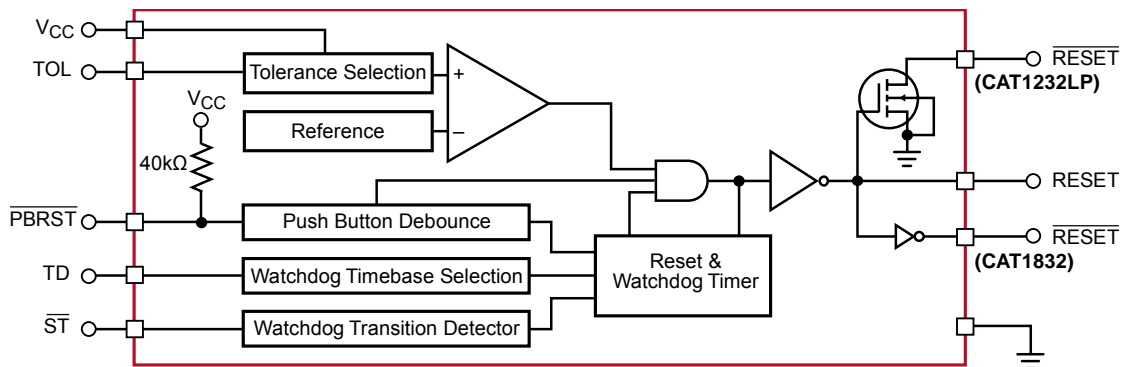 VCC
TOL
Tolerance Selection
+
Reference
–
VCC
40kΩ
PBRST
Push Button Debounce
TD
Watchdog Timebase Selection
ST
Watchdog Transition Detector
Reset &
Watchdog Timer
RESET
(CAT1232LP)
RESET
RESET
(CAT1832)